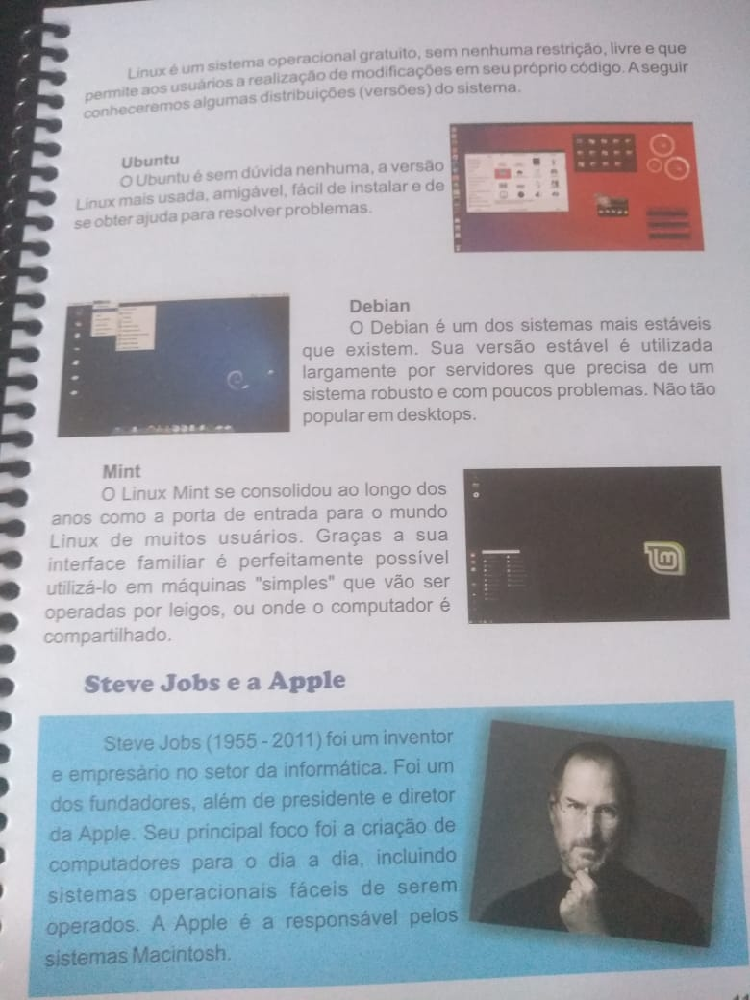 Linux é um sistema operacional gratuito, sem nenhuma restrição, livre e que
permite aos usuários a realização de modificações em seu próprio código. A seguir
conheceremos algumas distribuições (versões) do sistema.
Ubuntu
O Ubuntu é sem dúvida nenhuma, a versão
Linux mais usada, amigável, fácil de instalar e de
se obter ajuda para resolver problemas.
Debian
O Debian é um dos sistemas mais estáveis
que existem. Sua versão estável é utilizada
largamente por servidores que precisa de um
sistema robusto e com poucos problemas. Não tão
popular em desktops.
Mint
O Linux Mint se consolidou ao longo dos
anos como a porta de entrada para o mundo
Linux de muitos usuários. Graças a sua
interface familiar é perfeitamente possível
utilizá-lo em máquinas "simples" que vão ser
operadas por leigos, ou onde o computador é
compartilhado.
Steve Jobs e a Apple
Steve Jobs (1955 - 2011) foi um inventor
e empresário no setor da informática. Foi um
dos fundadores, além de presidente e diretor
da Apple. Seu principal foco foi a criação de
computadores para o dia a dia, incluindo
sistemas operacionais fáceis de serem
operados. A Apple é a responsável pelos
sistemas Macintosh.